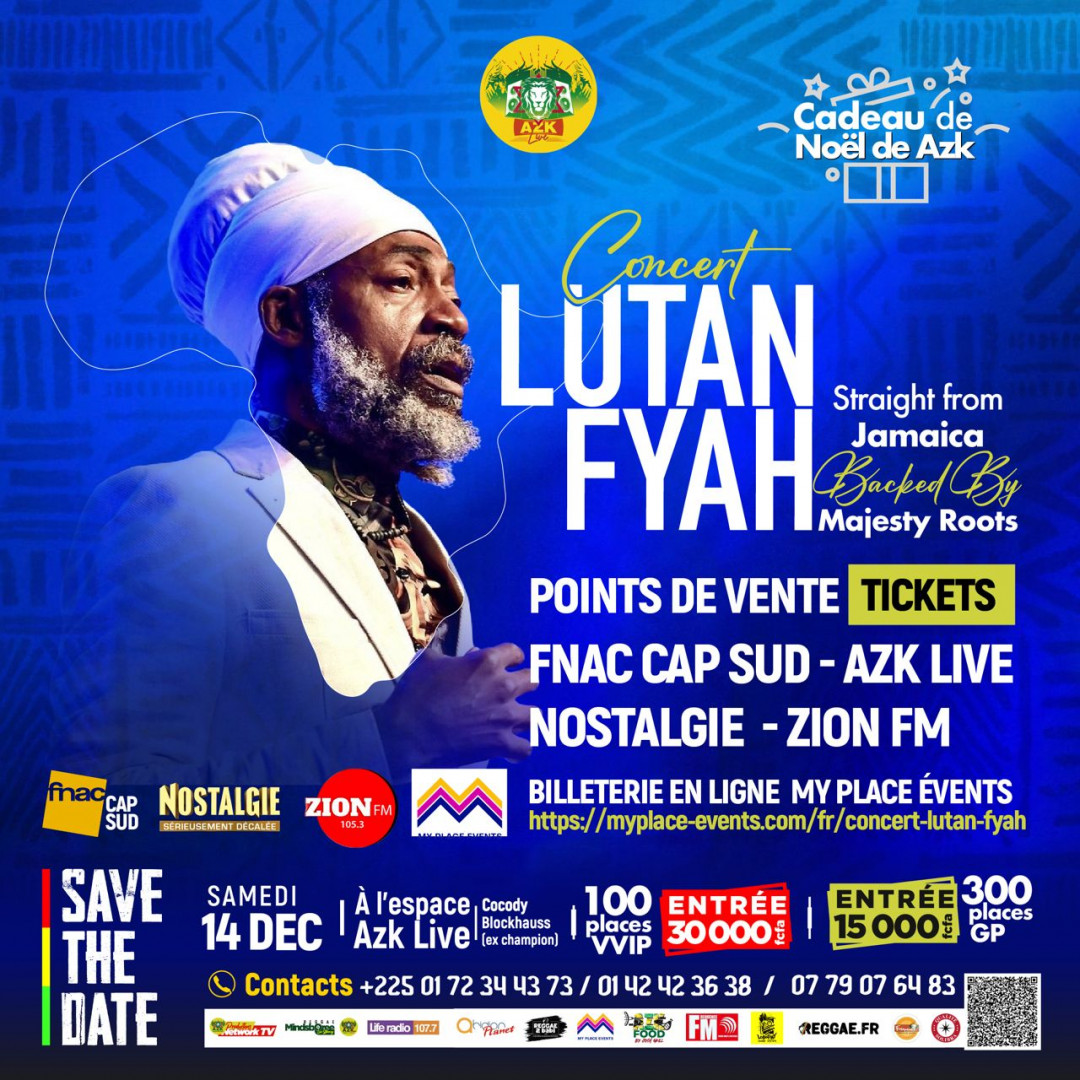 AZK
Live
Cadeau de
Noël de Azk
Concert
LUTAN
FYAH
Straight from
Jamaica
Backed By
Majesty Roots
POINTS DE VENTE TICKETS
FNAC CAP SUD - AZK LIVE
NOSTALGIE - ZION FM
BILLETERIE EN LIGNE MY PLACE ÉVENTS
https://myplace-events.com/fr/concert-lutan-fyah
fnac CAP SUD
NOSTALGIE
SÉRIEUSEMENT DÉCALÉE
ZION FM
105.3
MY PLACE EVENTS
SAVE
THE
DATE
SAMEDI
14 DEC
À l'espace
Azk Live
Cocody
Blockhauss
(ex champion)
100
places
VVIP
ENTRÉE
30 000 fcfa
ENTRÉE
15 000 fcfa
300
places
GP
Contacts +225 01 72 34 43 73 / 01 42 42 36 38 / 07 79 07 64 83
Network TV
Life radio 107.7
MY PLACE EVENTS
FOOD
FM
REGGAE.FR